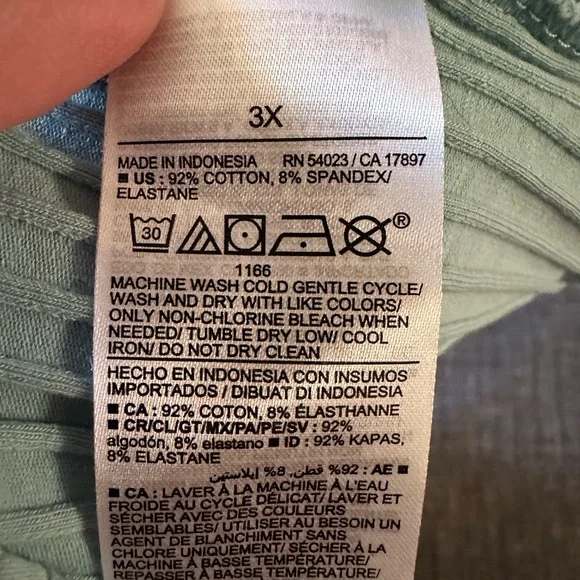 3X
MADE IN INDONESIA RN 54023 / CA 17897
■ US : 92% COTTON, 8% SPANDEX/
ELASTANE
30
®
1166
MACHINE WASH COLD GENTLE CYCLE/
WASH AND DRY WITH LIKE COLORS/
ONLY NON-CHLORINE BLEACH WHEN
NEEDED/ TUMBLE DRY LOW/ COOL
IRON/ DO NOT DRY CLEAN
HECHO EN INDONESIA CON INSUMOS
IMPORTADOS / DIBUAT DI INDONESIA
■ CA : 92% COTON, 8% ÉLASTHANNE
■ CR/CL/GT/MX/PA/PE/SV : 92%
algodón, 8% elastano ■ ID : 92% KAPAS,
8% ELASTANE
■ AE : 92% قطن, 8% إيلاستين
■ CA : LAVER À LA MACHINE À L'EAU
FROIDE AU CYCLE DÉLICAT/ LAVER ET
SÉCHER AVEC DES COULEURS
SEMBLABLES/ UTILISER AU BESOIN UN
AGENT DE BLANCHIMENT SANS
CHLORE UNIQUEMENT/ SÉCHER À
BASSE TEMPÉRATURE/
REPASSER À BASSE TEMPÉRATURE/